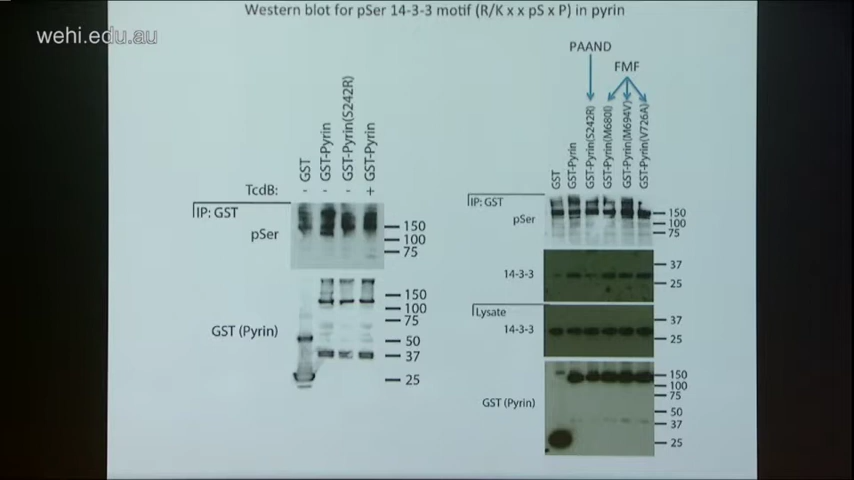 Western blot for pSer 14-3-3 motif (R/K x x pS x P) in pyrin
wehi.edu.au
GST
GST-Pyrin
GST-Pyrin(S242R)
GST-Pyrin
TcdB: - - - +
IP: GST
pSer
150
100
75
GST (Pyrin)
150
100
75
50
37
25
PAAND
FMF
GST
GST-Pyrin
GST-Pyrin(S242R)
GST-Pyrin(M680I)
GST-Pyrin(M694V)
GST-Pyrin(V726A)
IP: GST
pSer
150
100
75
14-3-3
37
25
Lysate
14-3-3
37
25
GST (Pyrin)
150
100
75
50
37
25